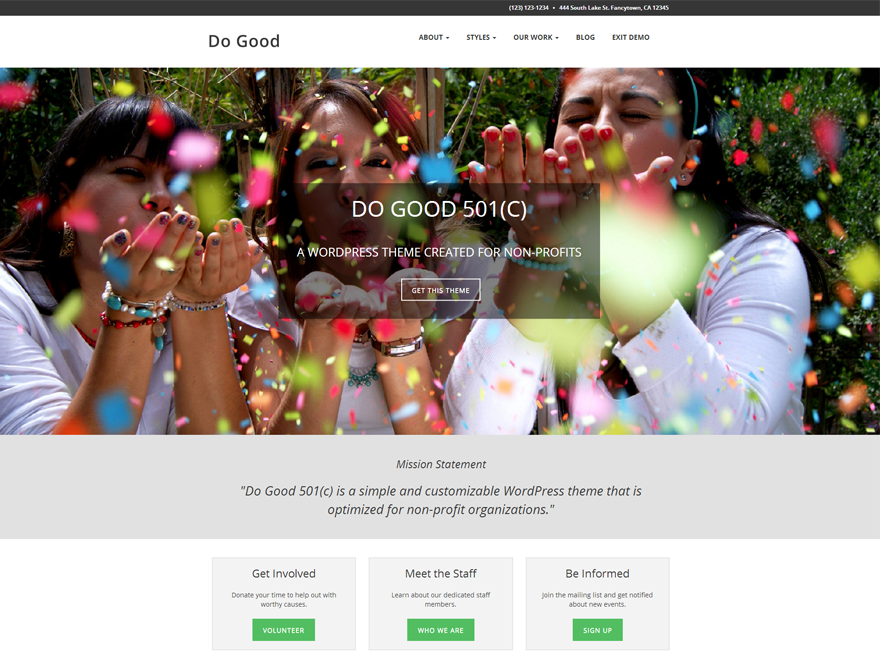 (123) 123-1234 • 444 South Lake St. Fancytown, CA 12345
Do Good
ABOUT STYLES OUR WORK BLOG EXIT DEMO
DO GOOD 501(C)
A WORDPRESS THEME CREATED FOR NON-PROFITS
GET THIS THEME
Mission Statement
"Do Good 501(c) is a simple and customizable WordPress theme that is
optimized for non-profit organizations."
Get Involved
Donate your time to help out with
worthy causes.
VOLUNTEER
Meet the Staff
Learn about our dedicated staff
members.
WHO WE ARE
Be Informed
Join the mailing list and get notified
about new events.
SIGN UP